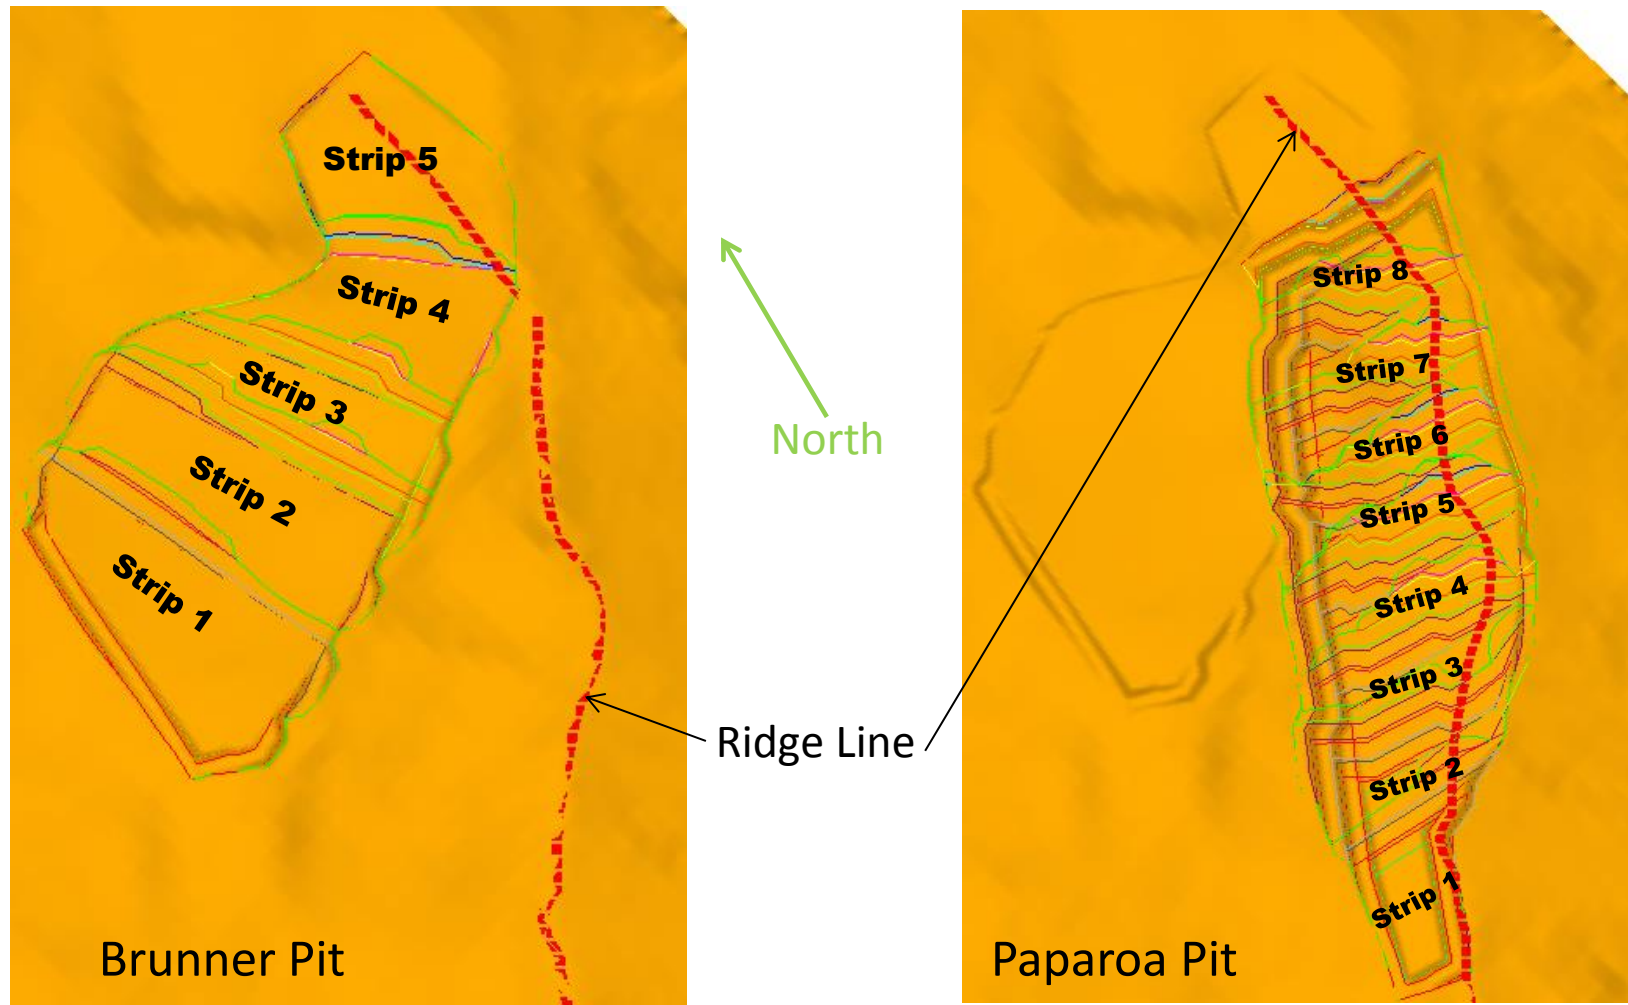 Strip 5
Strip 4
Strip 3
Strip 2
Strip 1
Brunner Pit
North
Ridge Line
Strip 8
Strip 7
Strip 6
Strip 5
Strip 4
Strip 3
Strip 2
Strip 1
Paparoa Pit